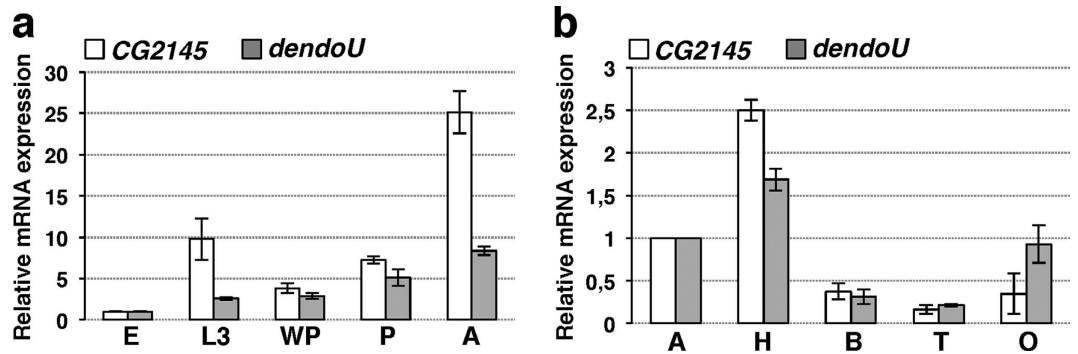 a
CG2145 dendoU
Relative mRNA expression
30
25
20
15
10
5
0
E L3 WP P A
b
CG2145 dendoU
Relative mRNA expression
3
2,5
2
1,5
1
0,5
0
A H B T O